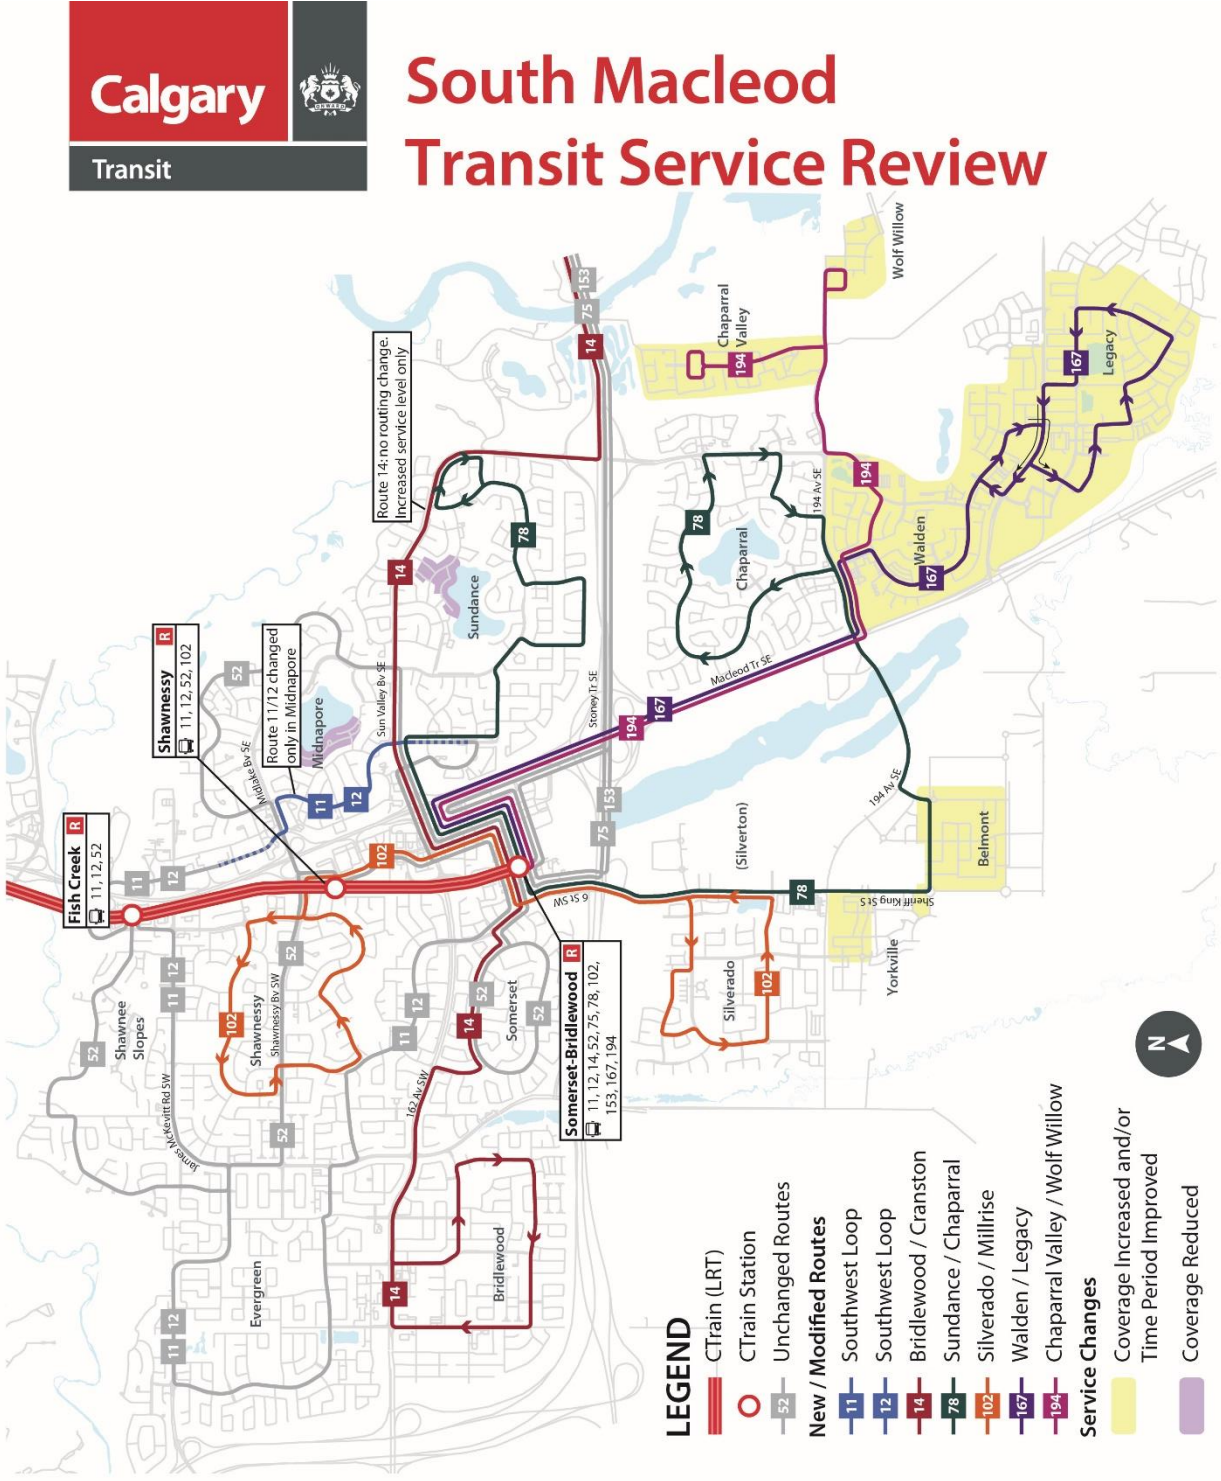 Calgary
ONWARD
Transit
South Macleod
Transit Service Review
Fish Creek R
11, 12, 52
Shawnessy R
11, 12, 52, 102
Route 11/12 changed
only in Midnapore
Route 14: no routing change.
Increased service level only
Somerset-Bridlewood R
11, 12, 14, 52, 75, 78, 102,
153, 167, 194
Shawnee
Slopes
52
11
12
11
12
James McKevitt Rd SW
102
Shawnessy
Shawnessy Bv SW
52
52
11
12
Evergreen
11
12
52
52
Somerset
14
162 Av SW
14
Bridlewood
52
Midlake Bv SE
Midnapore
11
12
102
Sun Valley Bv SE
14
Sundance
78
14
75
153
Stoney Tr SE
75
153
194
167
Macleod Tr SE
Chaparral
78
194 Av SE
Chaparral
Valley
194
Wolf Willow
194
Walden
167
167
Legacy
6 St SW
(Silverton)
78
Silverado
102
Yorkville
Sheriff King St S
194 Av SE
Belmont
N
LEGEND
CTrain (LRT)
CTrain Station
52 Unchanged Routes
New / Modified Routes
11 Southwest Loop
12 Southwest Loop
14 Bridlewood / Cranston
78 Sundance / Chaparral
102 Silverado / Millrise
167 Walden / Legacy
194 Chaparral Valley / Wolf Willow
Service Changes
Coverage Increased and/or
Time Period Improved
Coverage Reduced